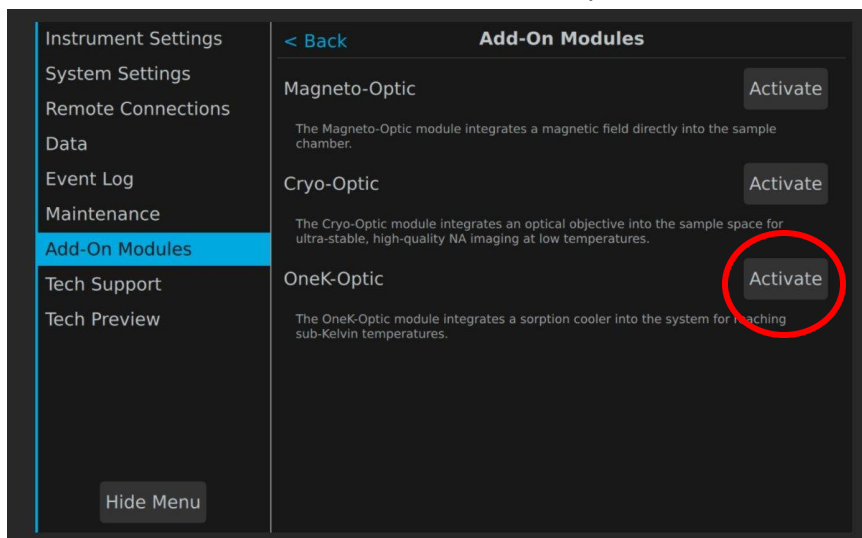 Instrument Settings
System Settings
Remote Connections
Data
Event Log
Maintenance
Add-On Modules
Tech Support
Tech Preview
Hide Menu
< Back
Add-On Modules
Magneto-Optic
Activate
The Magneto-Optic module integrates a magnetic field directly into the sample
chamber.
Cryo-Optic
Activate
The Cryo-Optic module integrates an optical objective into the sample space for
ultra-stable, high-quality NA imaging at low temperatures.
OneK-Optic
Activate
The OneK-Optic module integrates a sorption cooler into the system for reaching
sub-Kelvin temperatures.